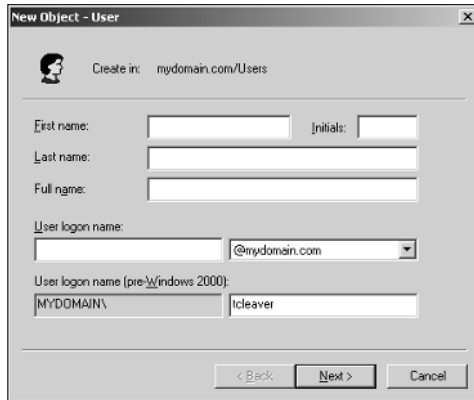 New Object - User
Create in: mydomain.com/Users
First name:
Initials:
Last name:
Full name:
User logon name:
@mydomain.com
User logon name (pre-Windows 2000):
MYDOMAIN\ tcleaver
< Back Next > Cancel